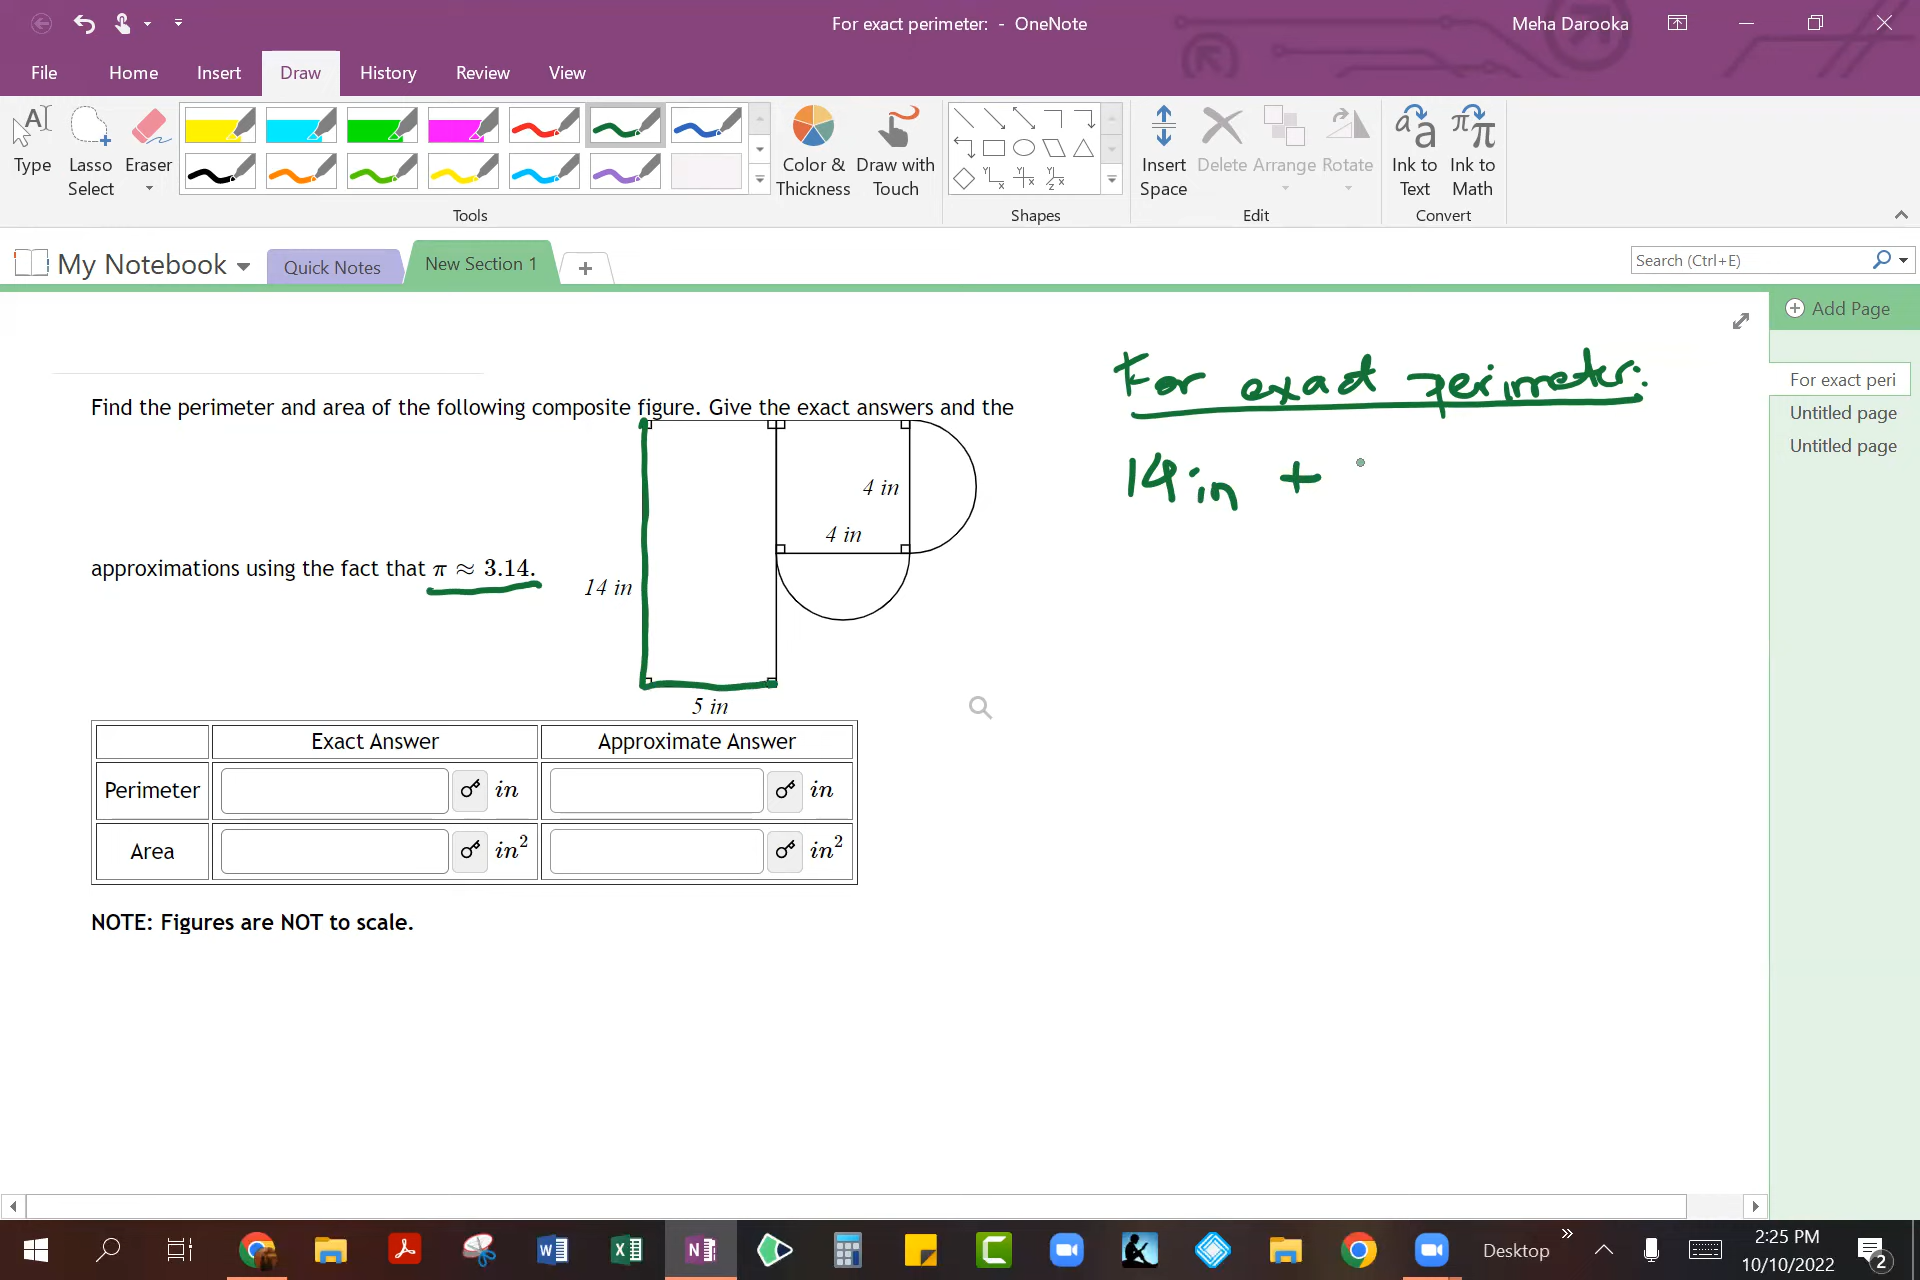 For exact perimeter: - OneNote
Meha Darooka
File Home Insert Draw History Review View
Type
Lasso Select
Eraser
Color & Thickness
Draw with Touch
Insert Space
Delete Arrange Rotate
Ink to Text
Ink to Math
Tools
Shapes
Edit
Convert
My Notebook
Quick Notes
New Section 1
Search (Ctrl+E)
Add Page
For exact peri
Untitled page
Untitled page
For exact perimeter:
14 in +
Find the perimeter and area of the following composite figure. Give the exact answers and the
4 in
4 in
14 in
5 in
approximations using the fact that π ≈ 3.14.
Exact Answer Approximate Answer
Perimeter in in
Area in² in²
NOTE: Figures are NOT to scale.
Desktop
2:25 PM
10/10/2022
2